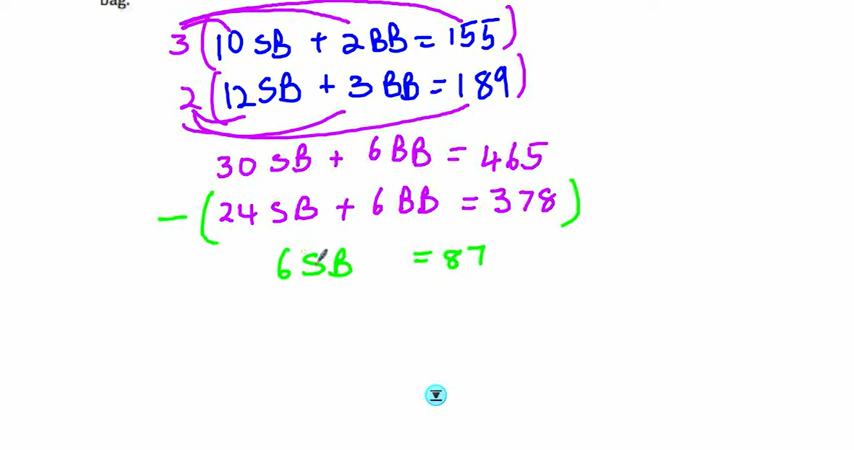 bag.
3 (10 SB + 2 BB = 155)
2 (12 SB + 3 BB = 189)
30 SB + 6 BB = 465
- (24 SB + 6 BB = 378)
6 SB = 87